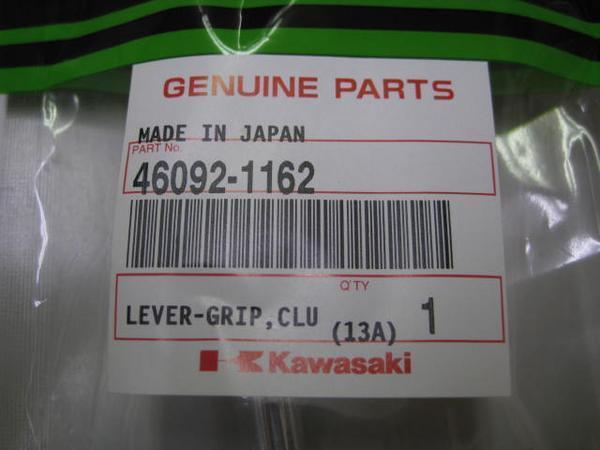 GENUINE PARTS
MADE IN JAPAN
PART No.
46092-1162
Q'TY
LEVER-GRIP,CLU (13A) 1
Kawasaki